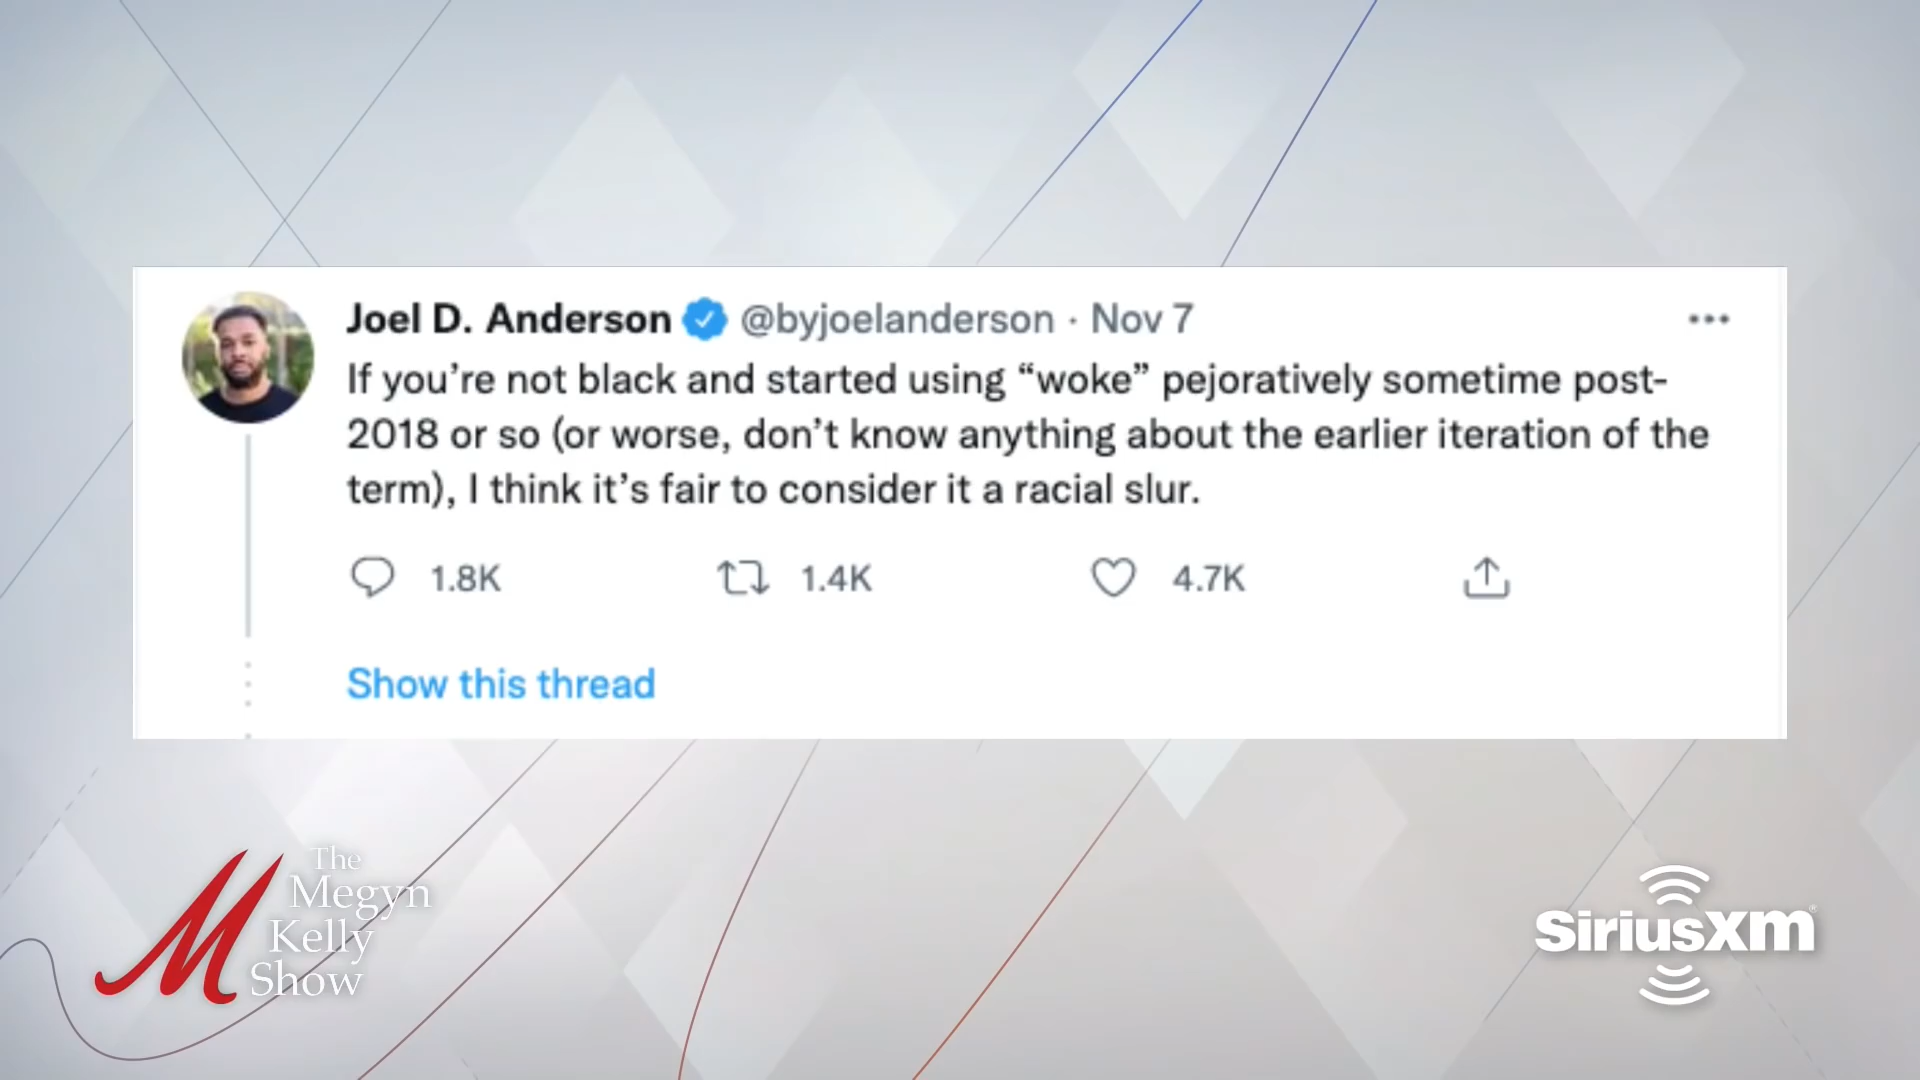 Joel D. Anderson @byjoelanderson · Nov 7
If you’re not black and started using “woke” pejoratively sometime post-
2018 or so (or worse, don’t know anything about the earlier iteration of the
term), I think it’s fair to consider it a racial slur.
1.8K 1.4K 4.7K
Show this thread
The
Megyn
Kelly
Show
SiriusXm®